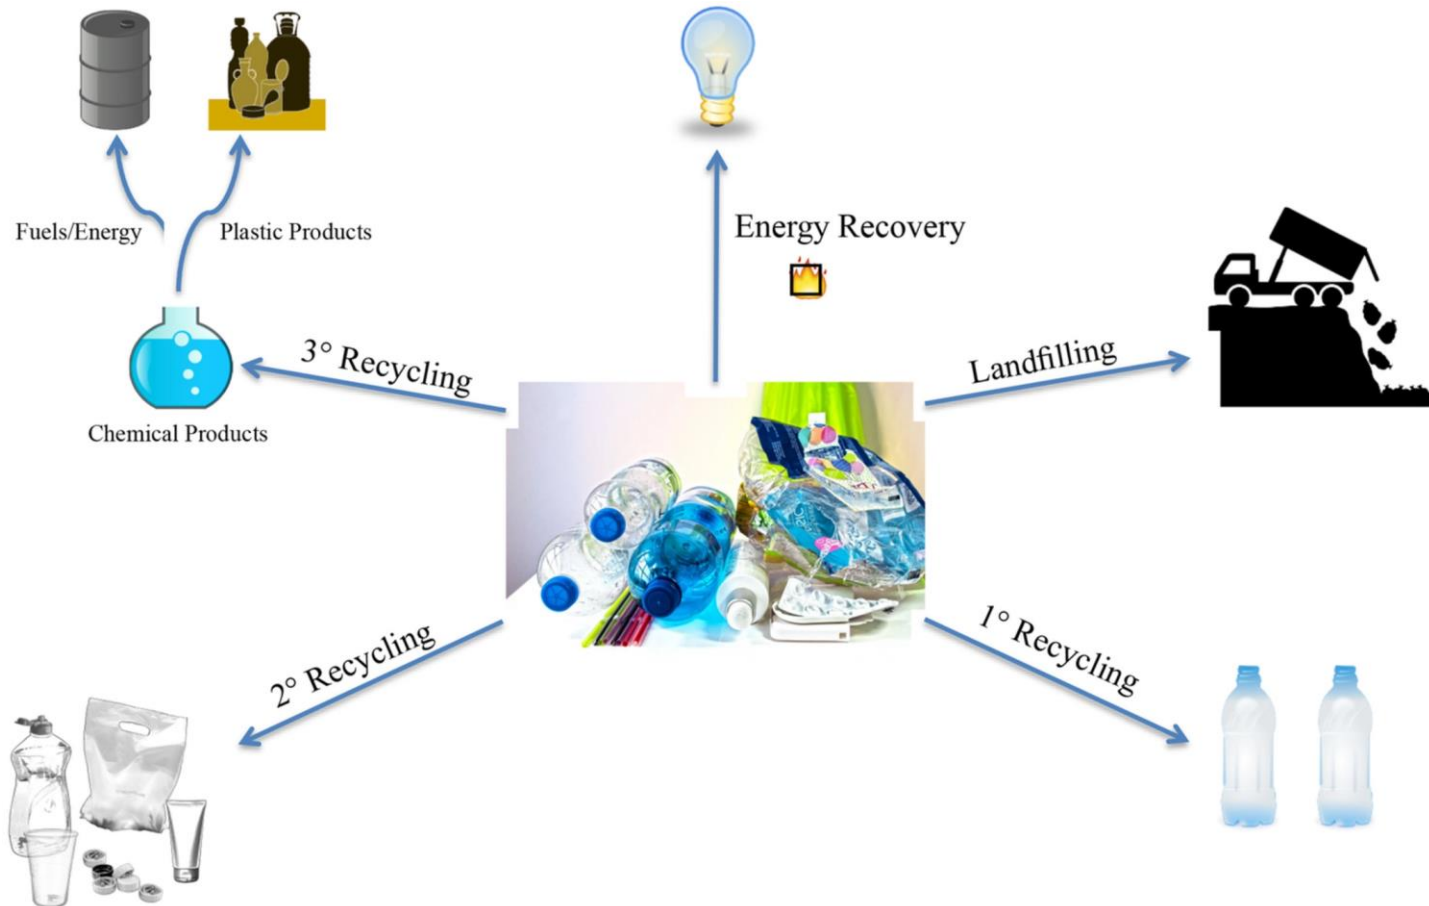 Fuels/Energy
Plastic Products
Energy Recovery
3° Recycling
Landfilling
Chemical Products
2° Recycling
1° Recycling